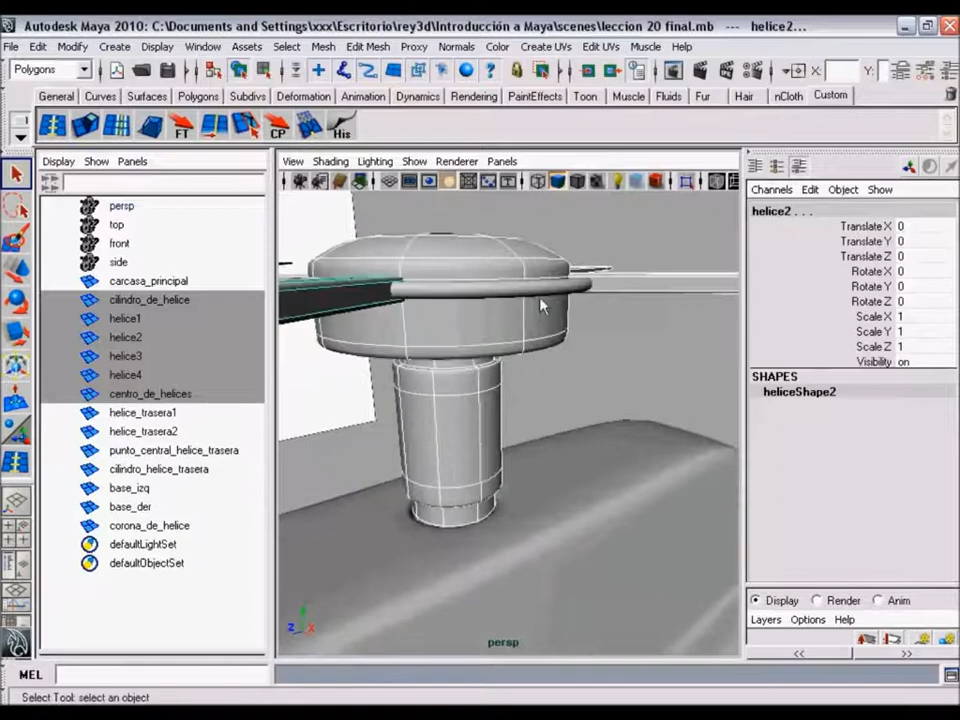 Autodesk Maya 2010: C:\Documents and Settings\xxx\Escritorio\rey3d\Introducción a Maya\scenes\leccion 20 final.mb --- helice2...
File Edit Modify Create Display Window Assets Select Mesh Edit Mesh Proxy Normals Color Create UVs Edit UVs Muscle Help
Polygons X: Y:
General Curves Surfaces Polygons Subdivs Deformation Animation Dynamics Rendering PaintEffects Toon Muscle Fluids Fur Hair nCloth Custom
FT CP His
Display Show Panels
View Shading Lighting Show Renderer Panels
Channels Edit Object Show
persp
top
front
side
carcasa_principal
cilindro_de_helice
helice1
helice2
helice3
helice4
centro_de_helices
helice_trasera1
helice_trasera2
punto_central_helice_trasera
cilindro_helice_trasera
base_izq
base_der
corona_de_helice
defaultLightSet
defaultObjectSet
Z X
persp
helice2 . . .
Translate X 0
Translate Y 0
Translate Z 0
Rotate X 0
Rotate Y 0
Rotate Z 0
Scale X 1
Scale Y 1
Scale Z 1
Visibility on
SHAPES
heliceShape2
Display Render Anim
Layers Options Help
<< >>
MEL
Select Tool: select an object